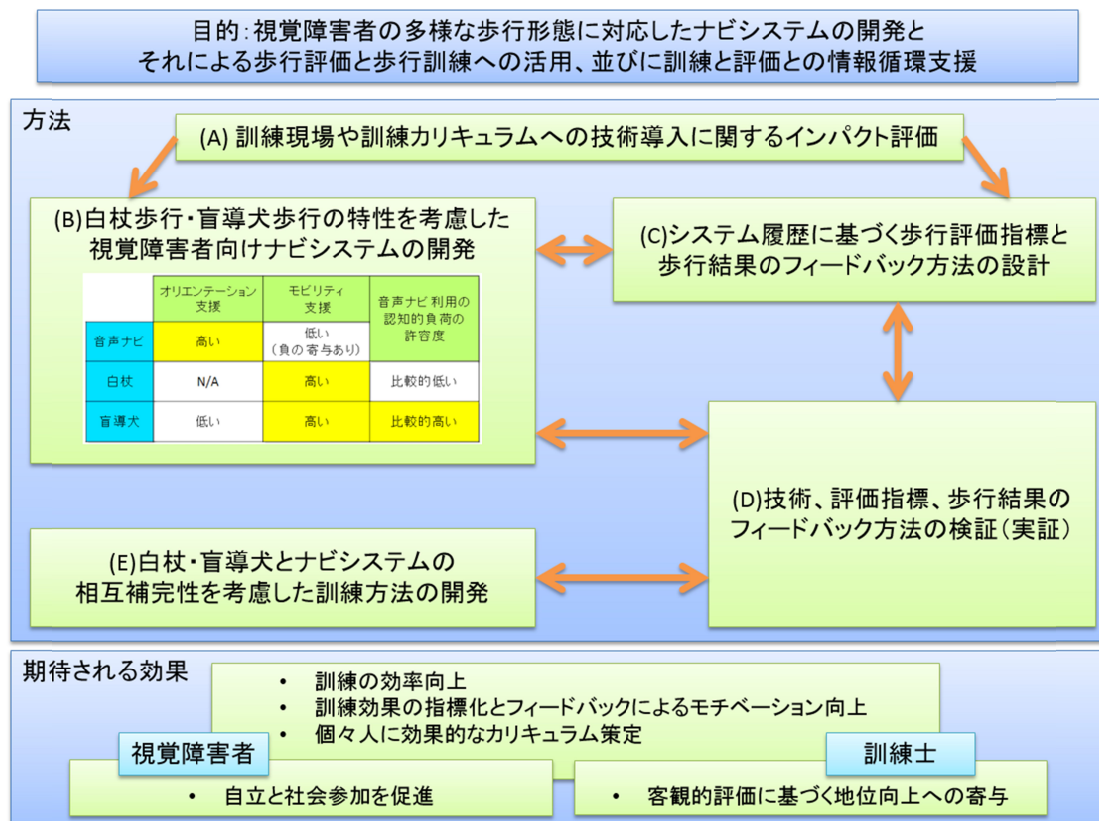 目的：視覚障害者の多様な歩行形態に対応したナビシステムの開発と
それによる歩行評価と歩行訓練への活用、並びに訓練と評価との情報循環支援
方法
(A) 訓練現場や訓練カリキュラムへの技術導入に関するインパクト評価
(B)白杖歩行・盲導犬歩行の特性を考慮した
視覚障害者向けナビシステムの開発
オリエンテーション
支援
モビリティ
支援
音声ナビ利用の
認知的負荷の
許容度
音声ナビ
高い
低い
（負の寄与あり）
白杖
N/A
高い
比較的低い
盲導犬
低い
高い
比較的高い
(C)システム履歴に基づく歩行評価指標と
歩行結果のフィードバック方法の設計
(D)技術、評価指標、歩行結果の
フィードバック方法の検証（実証）
(E)白杖・盲導犬とナビシステムの
相互補完性を考慮した訓練方法の開発
期待される効果
• 訓練の効率向上
• 訓練効果の指標化とフィードバックによるモチベーション向上
• 個々人に効果的なカリキュラム策定
視覚障害者
• 自立と社会参加を促進
訓練士
• 客観的評価に基づく地位向上への寄与